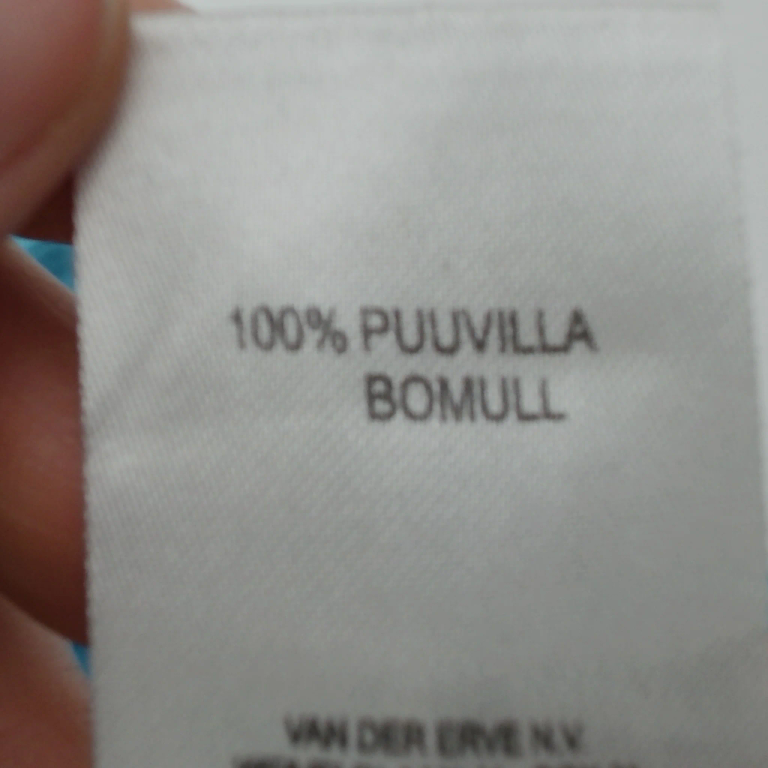 100% PUUVILLA
BOMULL
VAN DER ERVE N.V.